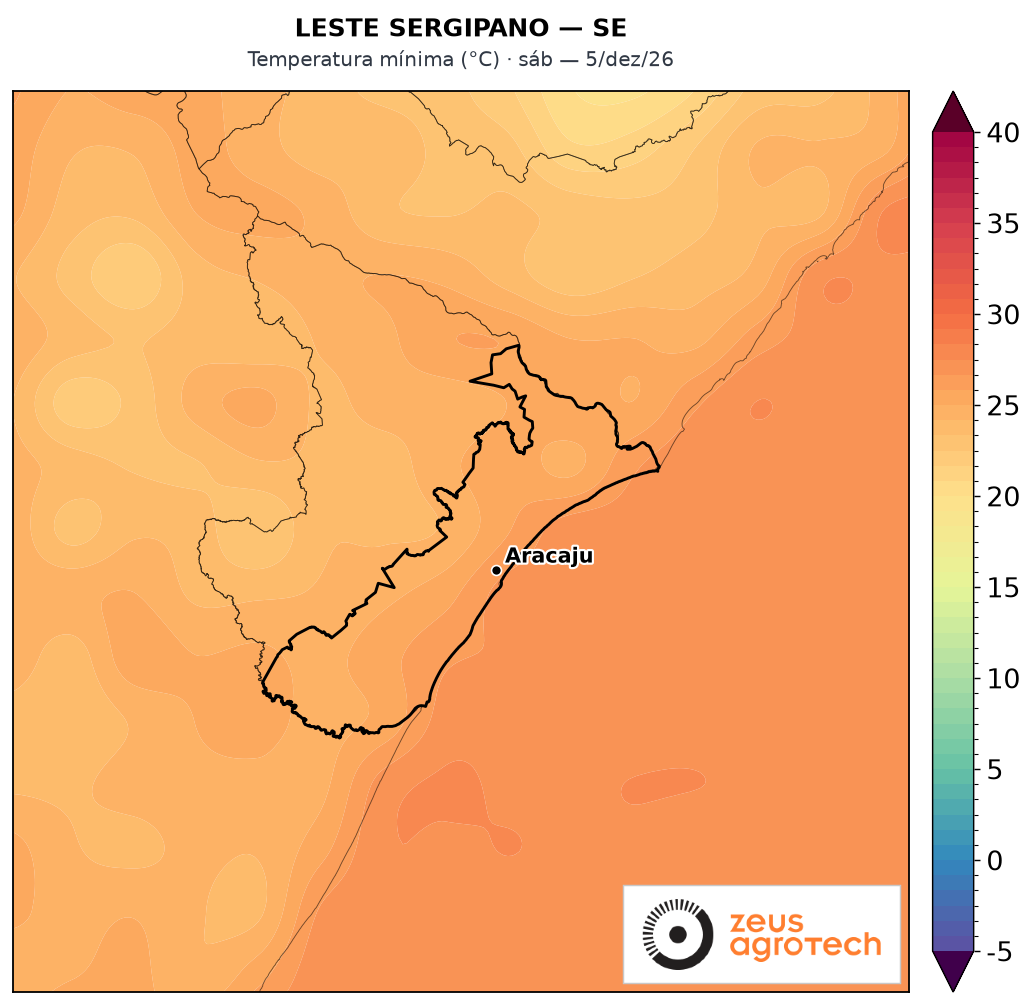 LESTE SERGIPANO — SE
Temperatura mínima (°C) · sáb — 5/dez/26
40
35
30
25
20
15
10
5
0
-5
Aracaju
zeus
agrotech